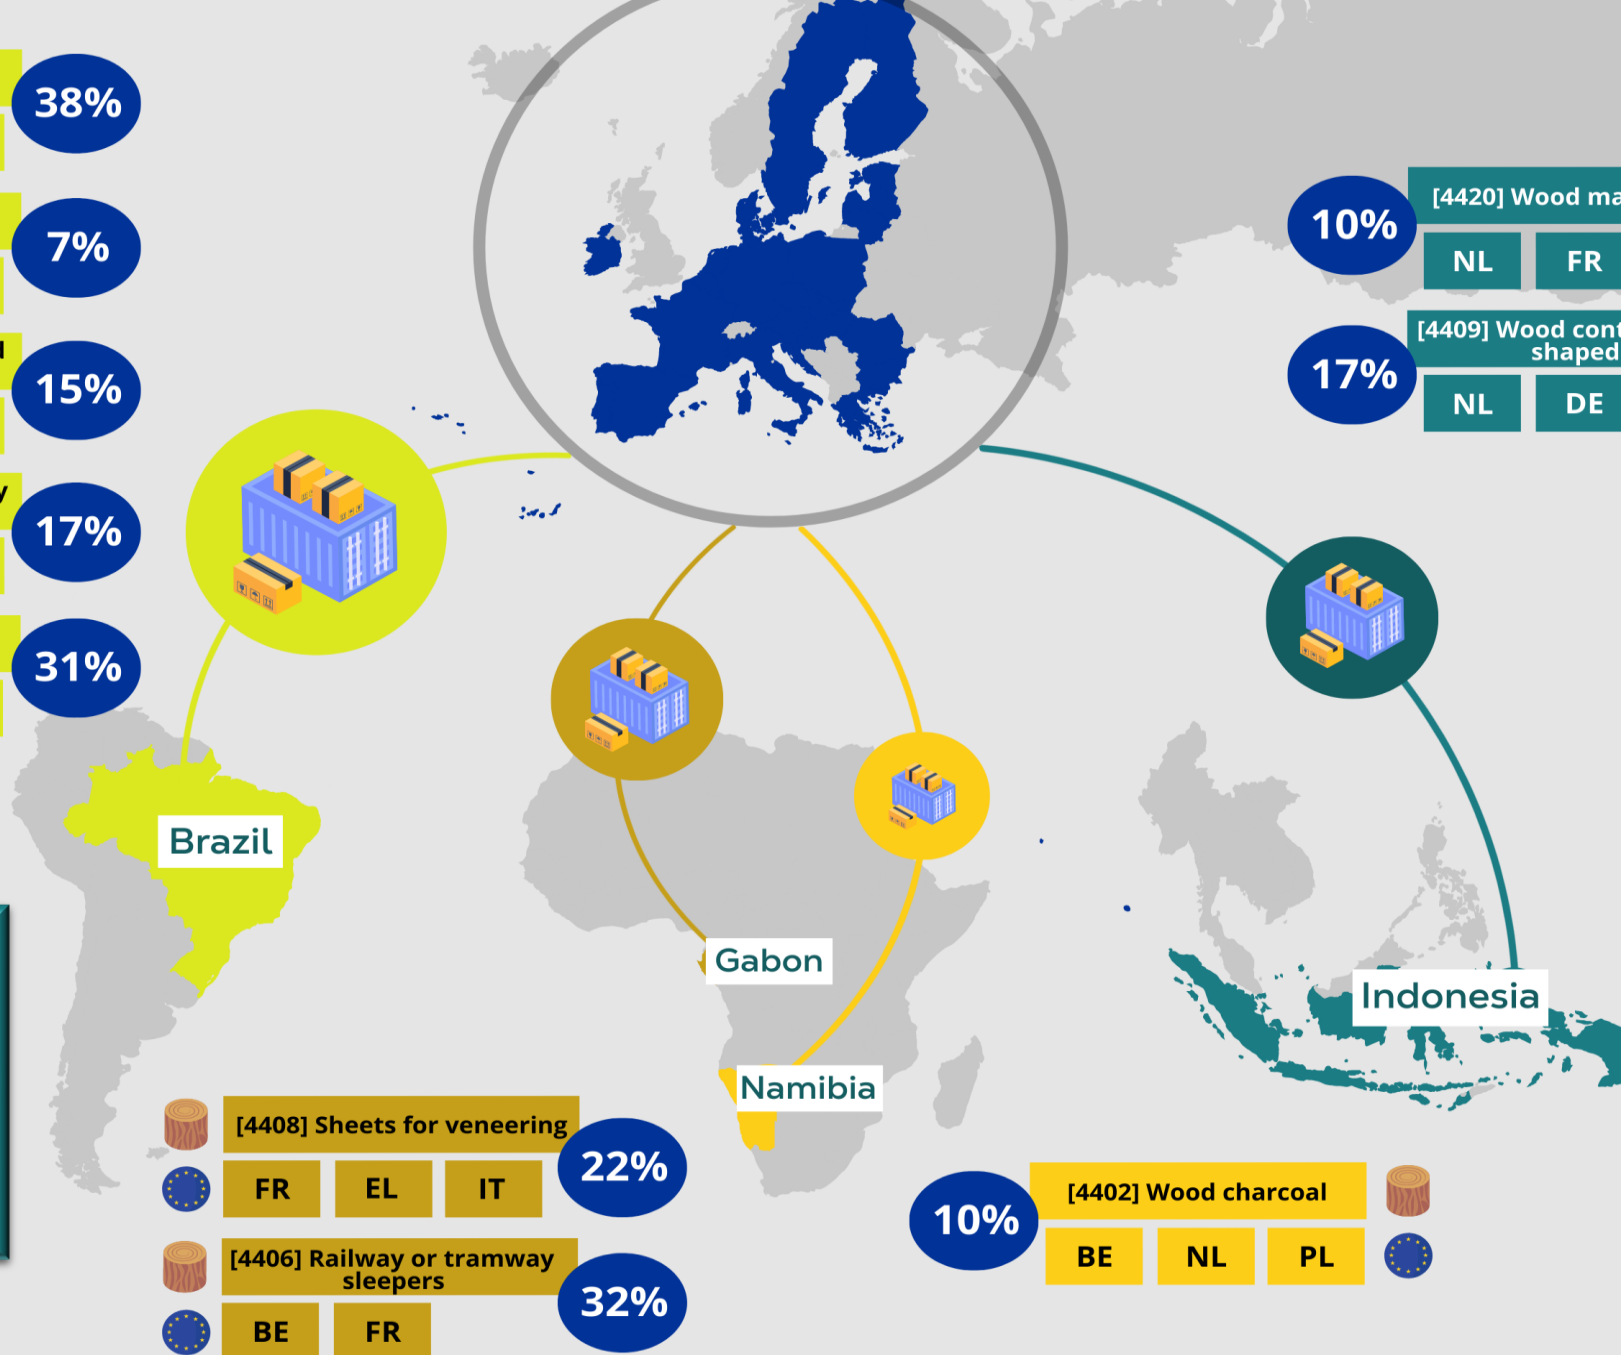 38%
7%
15%
17%
31%
10%
[4420] Wood ma
NL
FR
17%
[4409] Wood cont
shaped
NL
DE
Brazil
Gabon
Namibia
Indonesia
[4408] Sheets for veneering
22%
FR
EL
IT
[4406] Railway or tramway
sleepers
32%
BE
FR
10%
[4402] Wood charcoal
BE
NL
PL